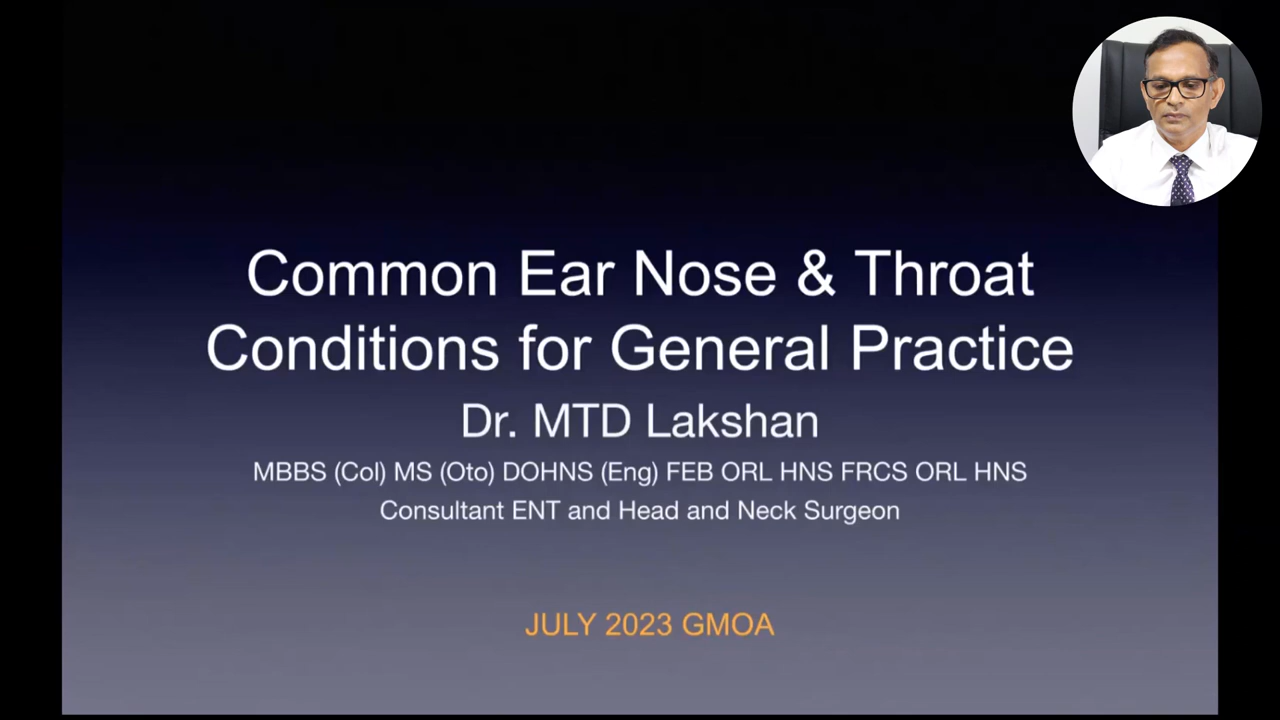 Common Ear Nose & Throat
Conditions for General Practice
Dr. MTD Lakshan
MBBS (Col) MS (Oto) DOHNS (Eng) FEB ORL HNS FRCS ORL HNS
Consultant ENT and Head and Neck Surgeon
JULY 2023 GMOA